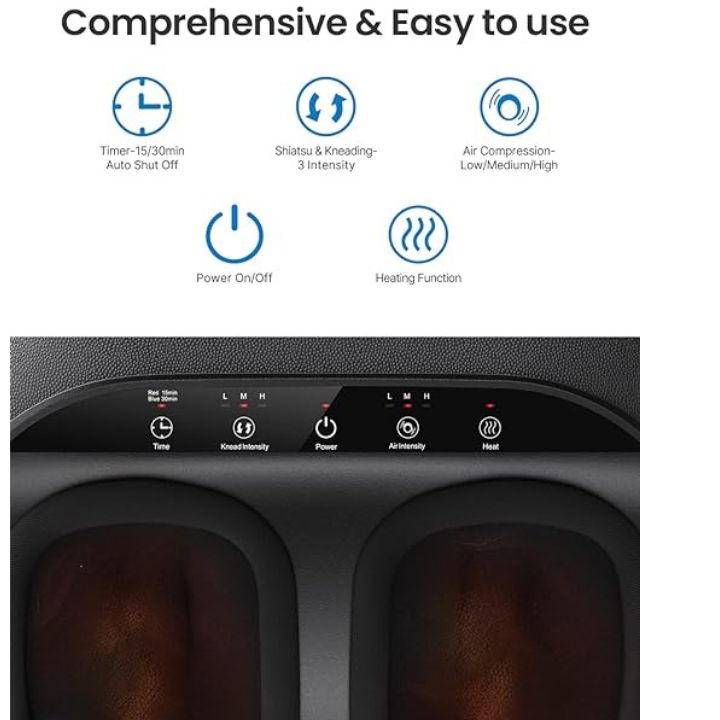 Comprehensive & Easy to use
Timer-15/30min
Auto Shut Off
Shiatsu & Kneading-
3 Intensity
Air Compression-
Low/Medium/High
Power On/Off
Heating Function
Red 15min
Blue 30min
L M H
L M H
Time
Knead Intensity
Power
Air Intensity
Heat